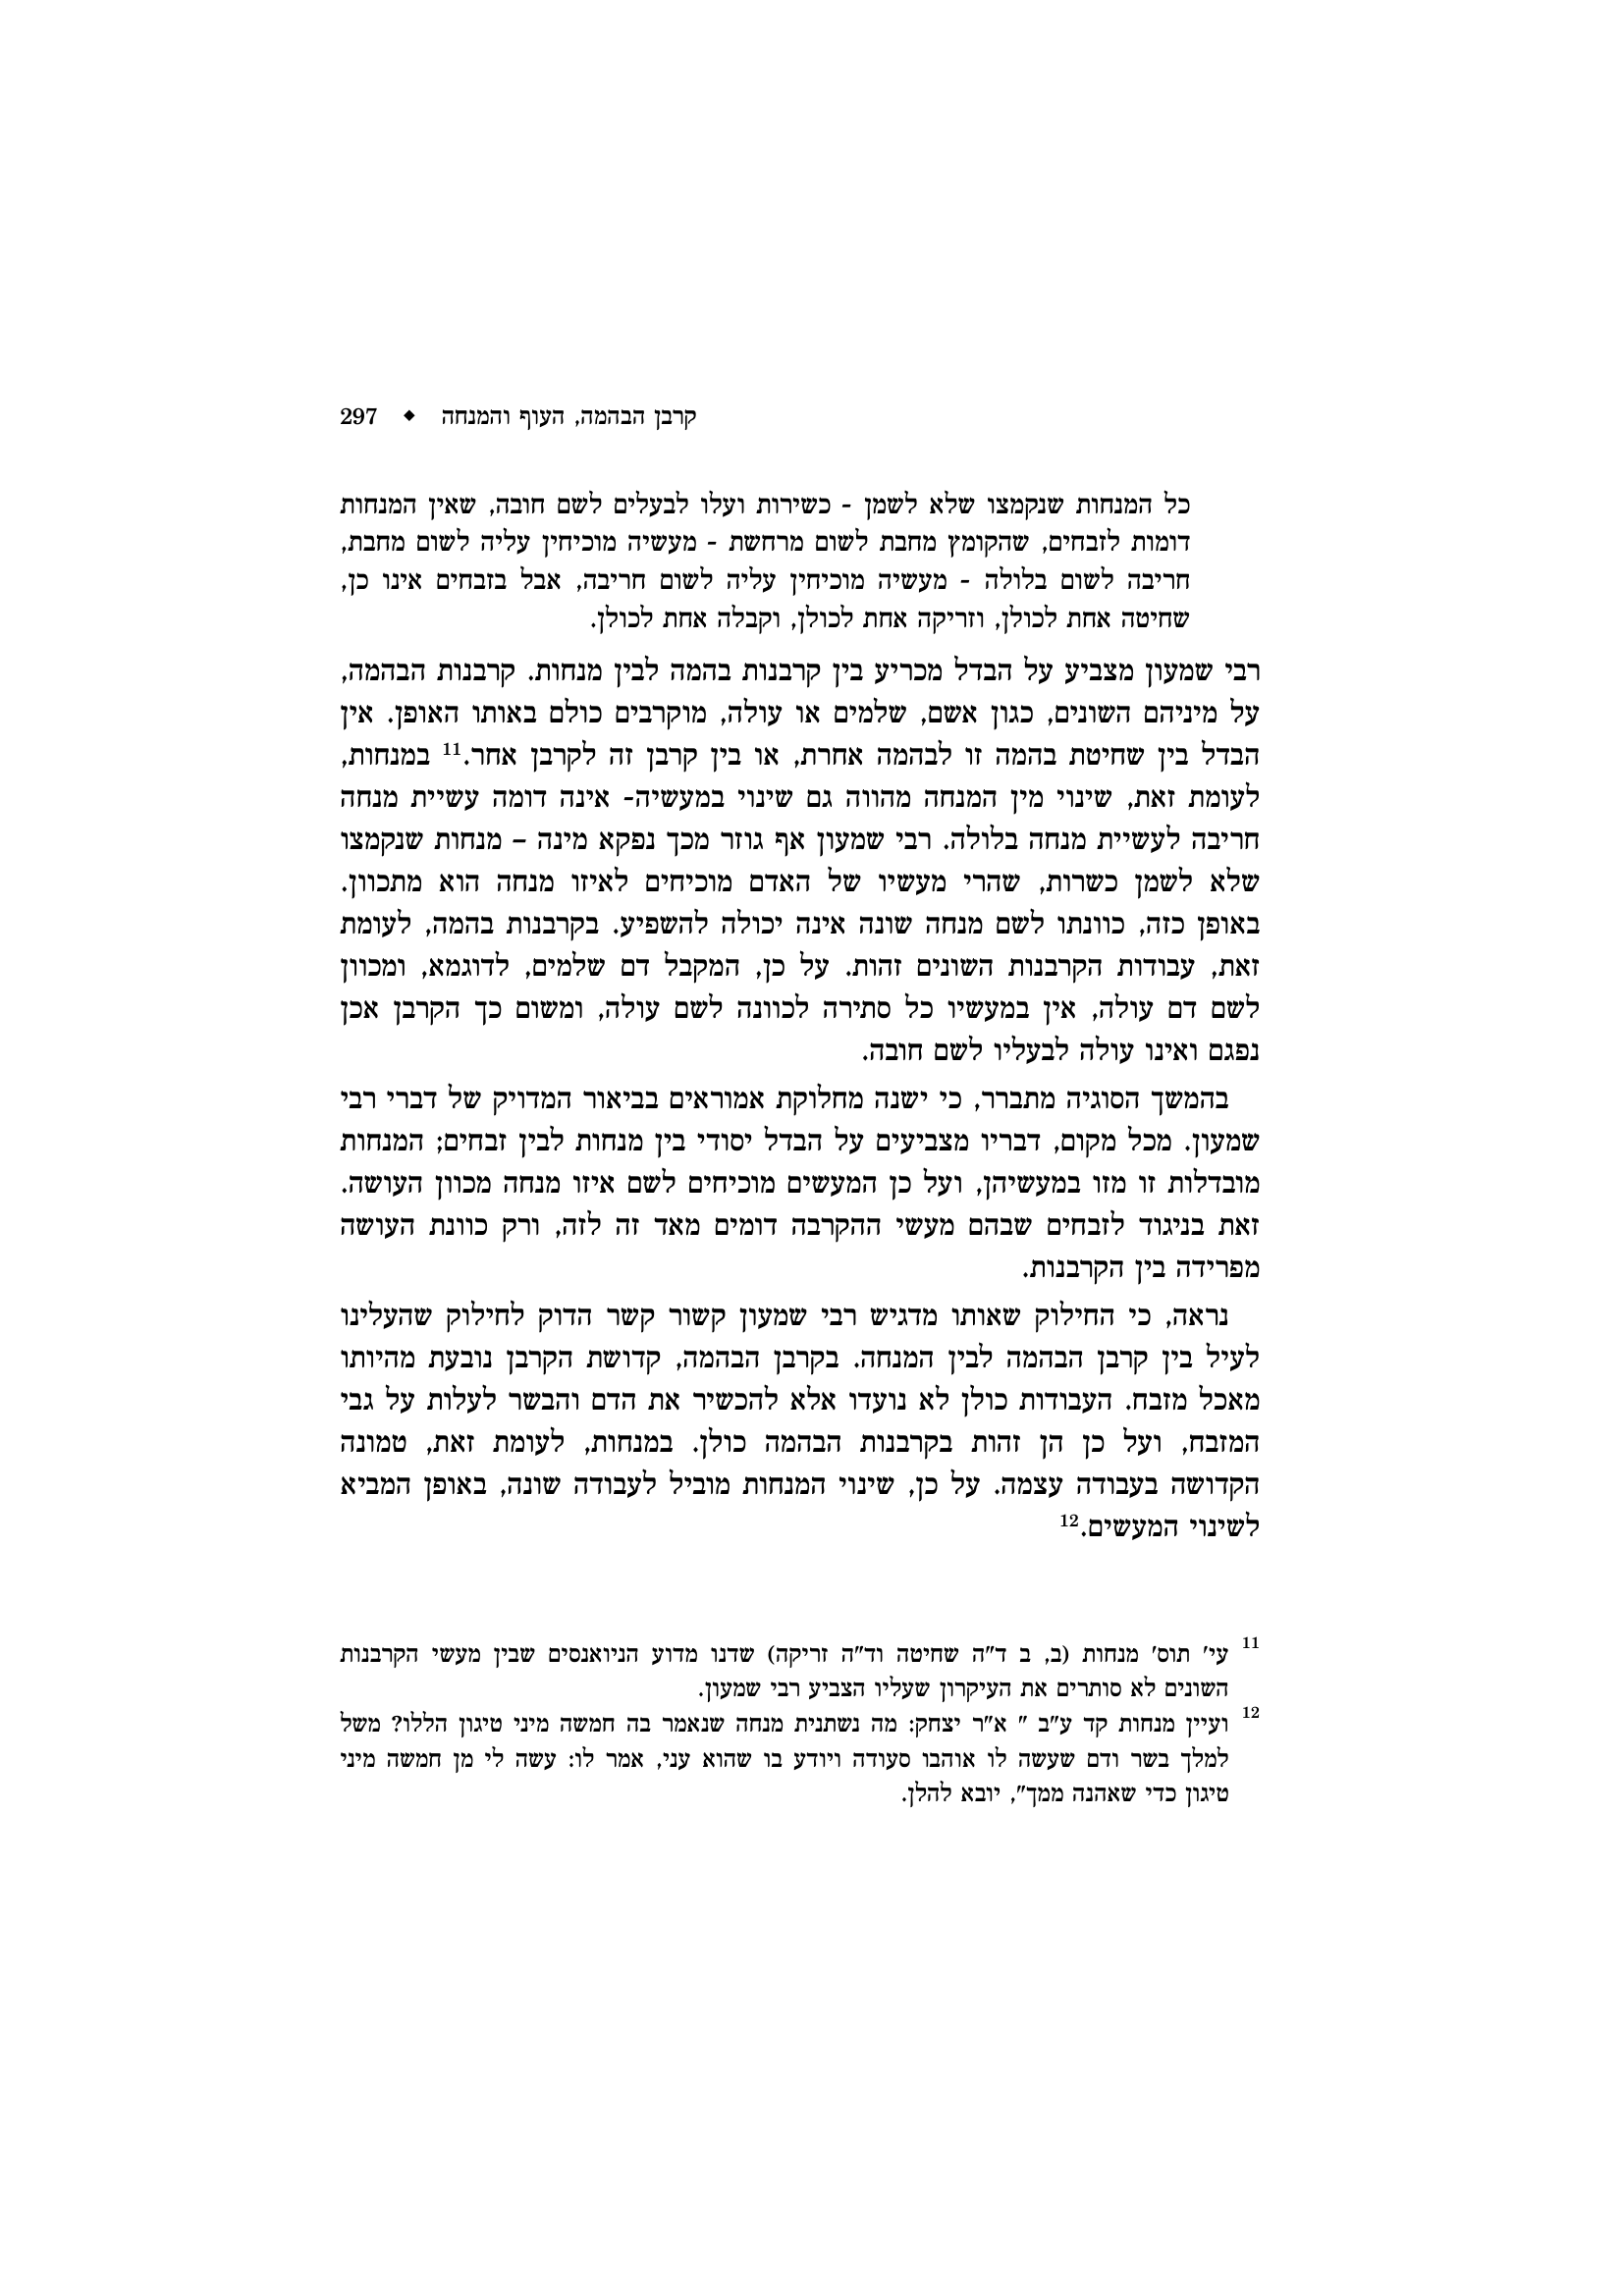 קרבן הבהמה, העוף והמנחה ◆ 297
כל המנחות שנקמצו שלא לשמן - כשירות ועלו לבעלים לשם חובה, שאין המנחות
דומות לזבחים, שהקומץ מחבת לשום מרחשת - מעשיה מוכיחין עליה לשום מחבת,
חריבה לשום בלולה - מעשיה מוכיחין עליה לשום חריבה, אבל בזבחים אינו כן,
שחיטה אחת לכולן, וזריקה אחת לכולן, וקבלה אחת לכולן.
רבי שמעון מצביע על הבדל מכריע בין קרבנות בהמה לבין מנחות. קרבנות הבהמה,
על מיניהם השונים, כגון אשם, שלמים או עולה, מוקרבים כולם באותו האופן. אין
הבדל בין שחיטת בהמה זו לבהמה אחרת, או בין קרבן זה לקרבן אחר.11 במנחות,
לעומת זאת, שינוי מין המנחה מהווה גם שינוי במעשיה- אינה דומה עשיית מנחה
חריבה לעשיית מנחה בלולה. רבי שמעון אף גוזר מכך נפקא מינה – מנחות שנקמצו
שלא לשמן כשרות, שהרי מעשיו של האדם מוכיחים לאיזו מנחה הוא מתכוון.
באופן כזה, כוונתו לשם מנחה שונה אינה יכולה להשפיע. בקרבנות בהמה, לעומת
זאת, עבודות הקרבנות השונים זהות. על כן, המקבל דם שלמים, לדוגמא, ומכוון
לשם דם עולה, אין במעשיו כל סתירה לכוונה לשם עולה, ומשום כך הקרבן אכן
נפגם ואינו עולה לבעליו לשם חובה.
בהמשך הסוגיה מתברר, כי ישנה מחלוקת אמוראים בביאור המדויק של דברי רבי
שמעון. מכל מקום, דבריו מצביעים על הבדל יסודי בין מנחות לבין זבחים; המנחות
מובדלות זו מזו במעשיהן, ועל כן המעשים מוכיחים לשם איזו מנחה מכוון העושה.
זאת בניגוד לזבחים שבהם מעשי ההקרבה דומים מאד זה לזה, ורק כוונת העושה
מפרידה בין הקרבנות.
נראה, כי החילוק שאותו מדגיש רבי שמעון קשור קשר הדוק לחילוק שהעלינו
לעיל בין קרבן הבהמה לבין המנחה. בקרבן הבהמה, קדושת הקרבן נובעת מהיותו
מאכל מזבח. העבודות כולן לא נועדו אלא להכשיר את הדם והבשר לעלות על גבי
המזבח, ועל כן הן זהות בקרבנות הבהמה כולן. במנחות, לעומת זאת, טמונה
הקדושה בעבודה עצמה. על כן, שינוי המנחות מוביל לעבודה שונה, באופן המביא
לשינוי המעשים.12
11 עי' תוס' מנחות (ב, ב ד"ה שחיטה וד"ה זריקה) שדנו מדוע הניואנסים שבין מעשי הקרבנות
השונים לא סותרים את העיקרון שעליו הצביע רבי שמעון.
12 ועיין מנחות קד ע"ב " א"ר יצחק: מה נשתנית מנחה שנאמר בה חמשה מיני טיגון הללו? משל
למלך בשר ודם שעשה לו אוהבו סעודה ויודע בו שהוא עני, אמר לו: עשה לי מן חמשה מיני
טיגון כדי שאהנה ממך", יובא להלן.